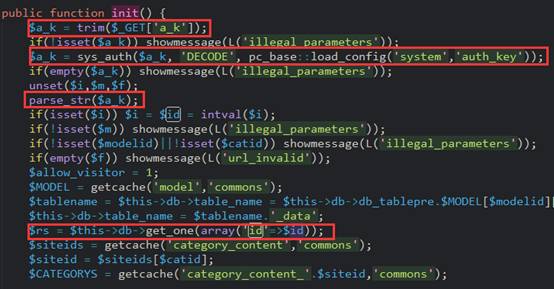 public function init() {
$a_k = trim($_GET['a_k']);
if(!isset($a_k)) showmessage(L('illegal_parameters'));
$a_k = sys_auth($a_k, 'DECODE', pc_base::load_config('system','auth_key'));
if(empty($a_k)) showmessage(L('illegal_parameters'));
unset($i,$m,$f);
parse_str($a_k);
if(isset($i)) $i = $id = intval($i);
if(!isset($m)) showmessage(L('illegal_parameters'));
if(!isset($modelid)||!isset($catid)) showmessage(L('illegal_parameters'));
if(empty($f)) showmessage(L('url_invalid'));
$allow_visitor = 1;
$MODEL = getcache('model','commons');
$tablename = $this->db->table_name = $this->db->db_tablepre.$MODEL[$modelid][
$this->db->table_name = $tablename.'_data';
$rs = $this->db->get_one(array('id'=>$id));
$siteids = getcache('category_content','commons');
$siteid = $siteids[$catid];
$CATEGORYS = getcache('category_content_'.$siteid,'commons');